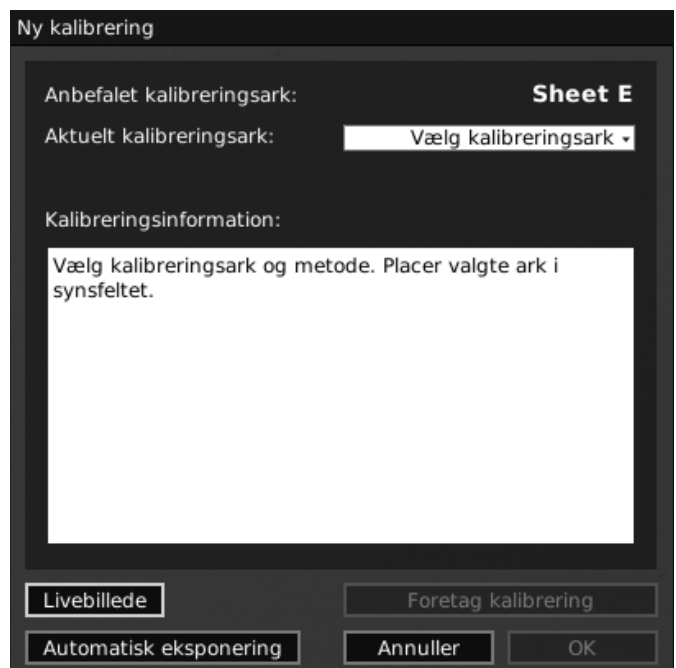 Ny kalibrering
Anbefalet kalibreringsark: Sheet E
Aktuelt kalibreringsark: Vælg kalibreringsark
Kalibreringsinformation:
Vælg kalibreringsark og metode. Placer valgte ark i
synsfeltet.
Livebillede Foretag kalibrering
Automatisk eksponering Annuller OK